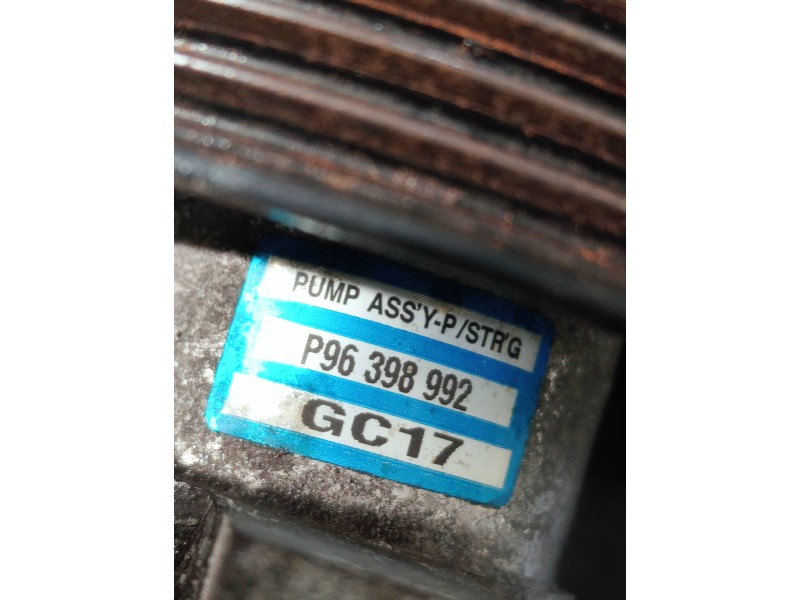 PUMP ASS'Y-P/STR'G
P96 398 992
GC17